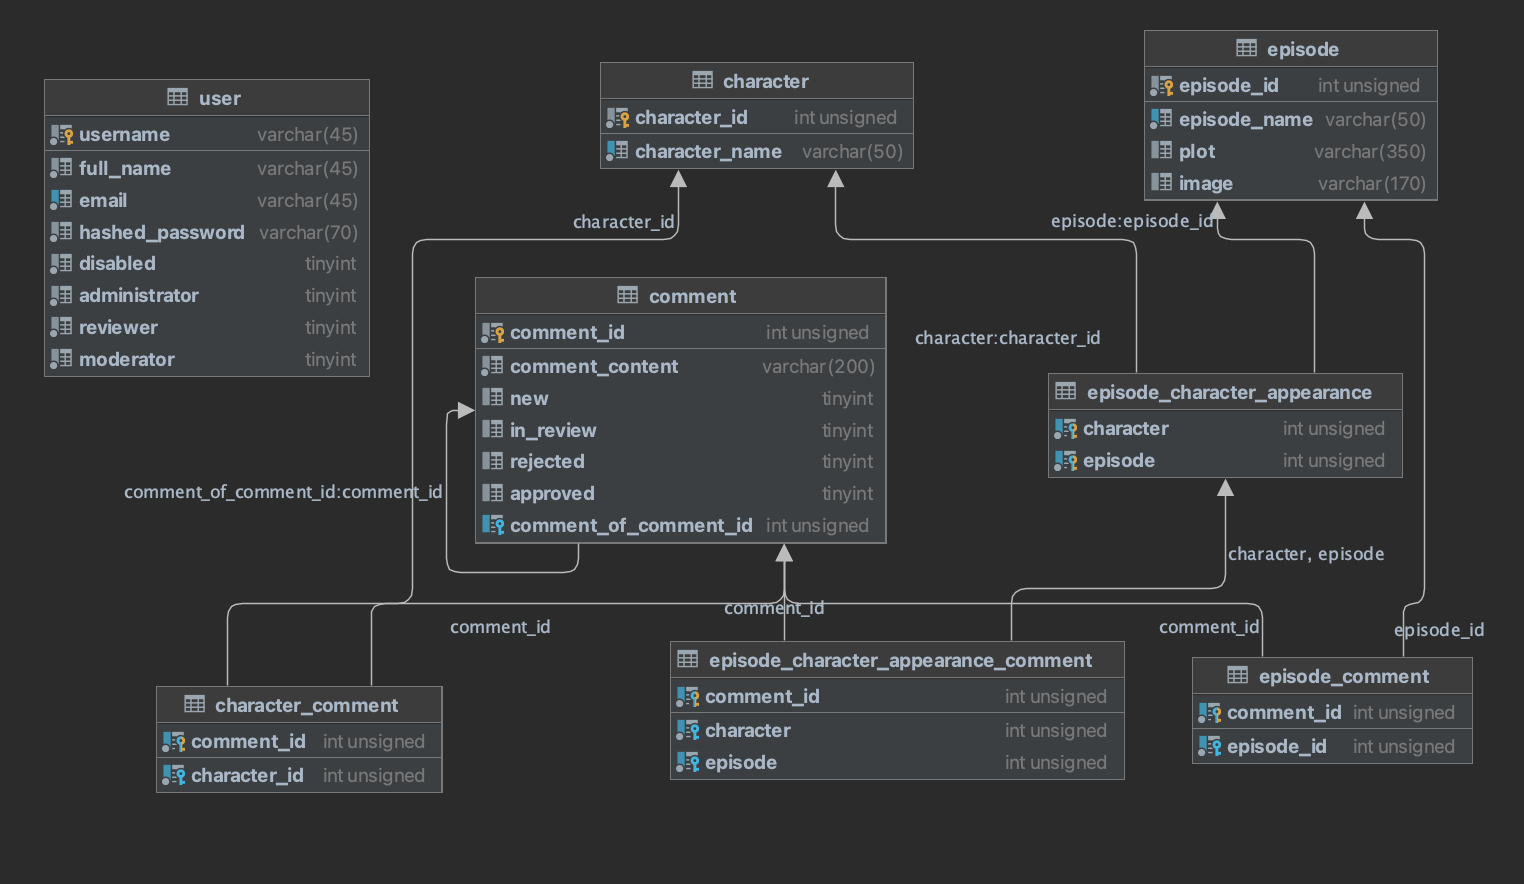 user
username varchar(45)
full_name varchar(45)
email varchar(45)
hashed_password varchar(70)
disabled tinyint
administrator tinyint
reviewer tinyint
moderator tinyint
character
character_id int unsigned
character_name varchar(50)
episode
episode_id int unsigned
episode_name varchar(50)
plot varchar(350)
image varchar(170)
character_id
episode:episode_id
comment
comment_id int unsigned
comment_content varchar(200)
new tinyint
in_review tinyint
rejected tinyint
approved tinyint
comment_of_comment_id int unsigned
character:character_id
episode_character_appearance
character int unsigned
episode int unsigned
comment_of_comment_id:comment_id
character, episode
comment_id
comment_id
comment_id
episode_id
character_comment
comment_id int unsigned
character_id int unsigned
episode_character_appearance_comment
comment_id int unsigned
character int unsigned
episode int unsigned
episode_comment
comment_id int unsigned
episode_id int unsigned